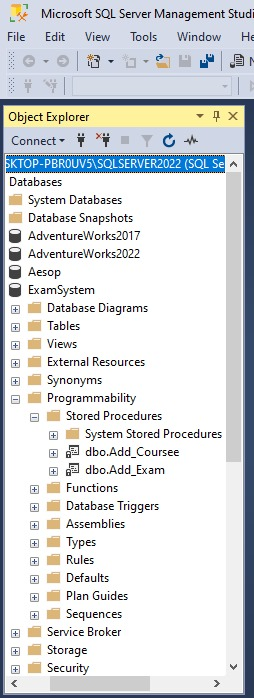 Microsoft SQL Server Management Studi
File Edit View Tools Window Help
Ne
Object Explorer
Connect
SKTOP-PBR0UV5\SQLSERVER2022 (SQL Se
Databases
System Databases
Database Snapshots
AdventureWorks2017
AdventureWorks2022
Aesop
ExamSystem
Database Diagrams
Tables
Views
External Resources
Synonyms
Programmability
Stored Procedures
System Stored Procedures
dbo.Add_Coursee
dbo.Add_Exam
Functions
Database Triggers
Assemblies
Types
Rules
Defaults
Plan Guides
Sequences
Service Broker
Storage
Security